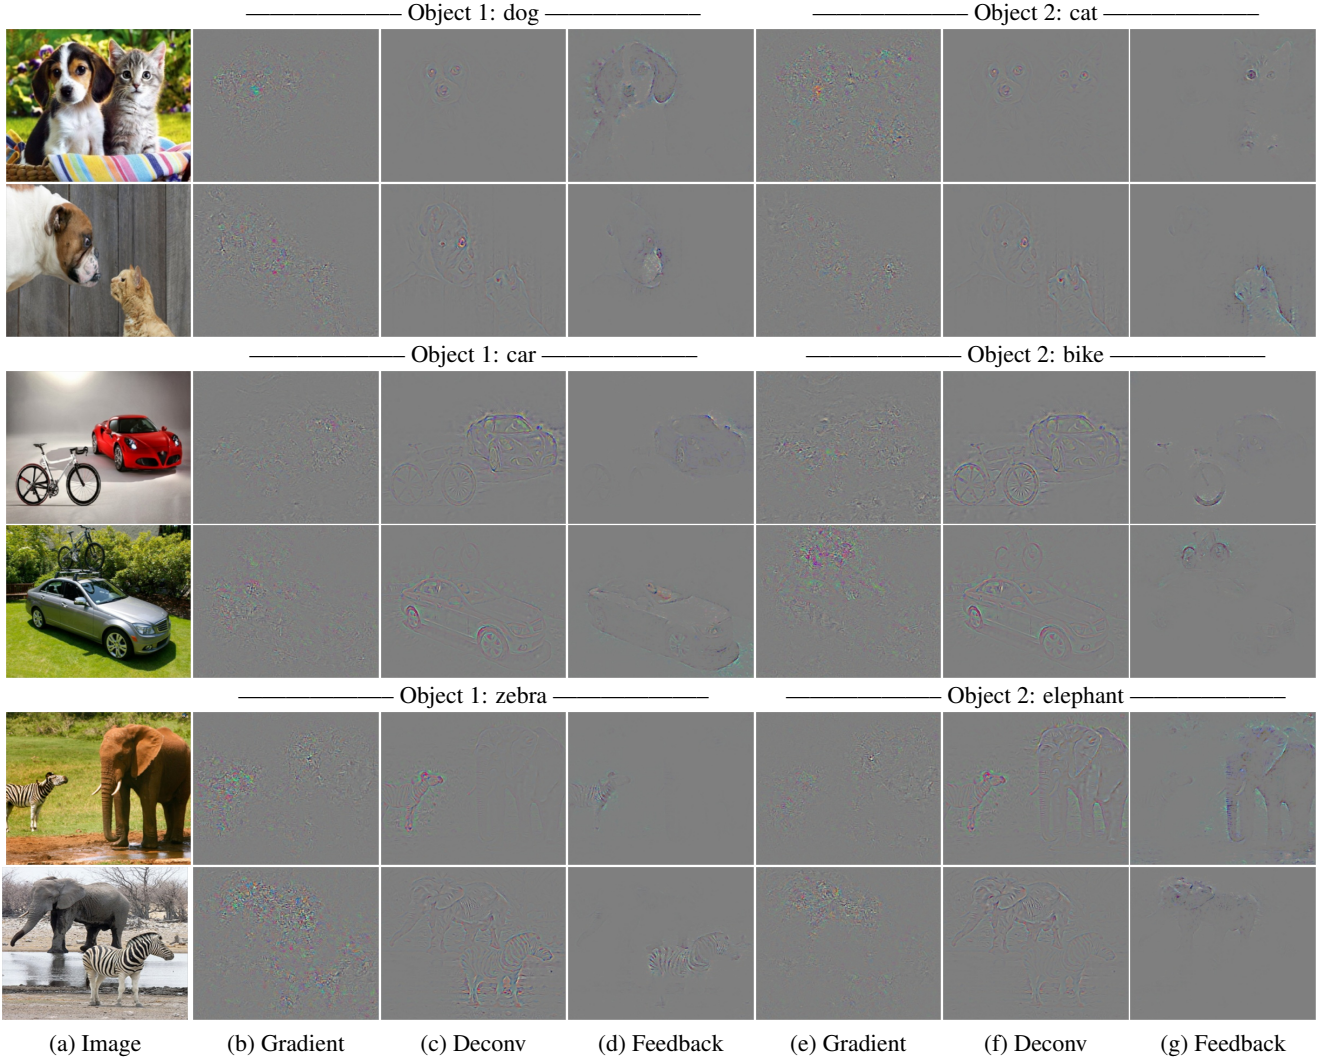 Object 1: dog Object 2: cat
Object 1: car Object 2: bike
Object 1: zebra Object 2: elephant
(a) Image (b) Gradient (c) Deconv (d) Feedback (e) Gradient (f) Deconv (g) Feedback